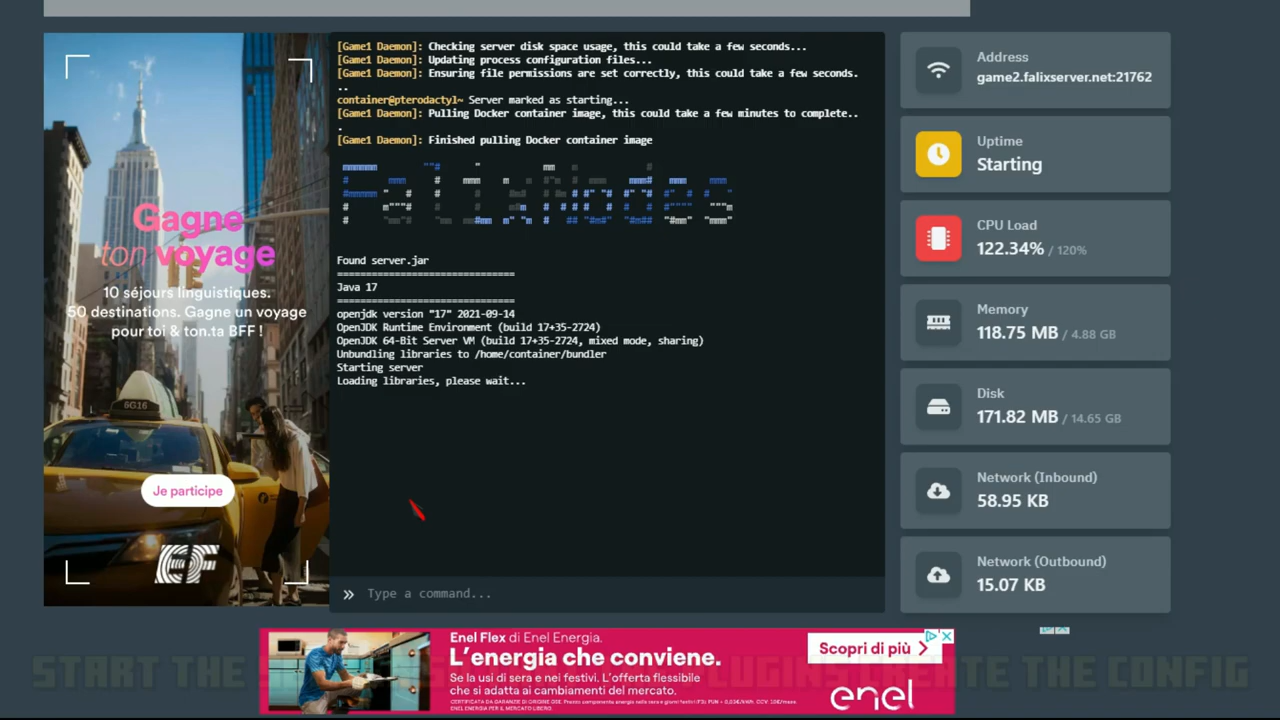 Gagne
ton voyage
10 séjours linguistiques.
50 destinations. Gagne un voyage
pour toi & ton.ta BFF !
6G16
Je participe
EF
[Game1 Daemon]: Checking server disk space usage, this could take a few seconds...
[Game1 Daemon]: Updating process configuration files...
[Game1 Daemon]: Ensuring file permissions are set correctly, this could take a few seconds.
..
container@pterodactyl~ Server marked as starting...
[Game1 Daemon]: Pulling Docker container image, this could take a few minutes to complete..
.
[Game1 Daemon]: Finished pulling Docker container image
FalixNodes
Found server.jar
==============================
Java 17
==============================
openjdk version "17" 2021-09-14
OpenJDK Runtime Environment (build 17+35-2724)
OpenJDK 64-Bit Server VM (build 17+35-2724, mixed mode, sharing)
Unbundling libraries to /home/container/bundler
Starting server
Loading libraries, please wait...
» Type a command...
Address
game2.falixserver.net:21762
Uptime
Starting
CPU Load
122.34% / 120%
Memory
118.75 MB / 4.88 GB
Disk
171.82 MB / 14.65 GB
Network (Inbound)
58.95 KB
Network (Outbound)
15.07 KB
Enel Flex di Enel Energia.
L'energia che conviene.
Se la usi di sera e nei festivi. L'offerta flessibile
che si adatta ai cambiamenti del mercato.
Scopri di più
enel
START THE
THE CONFIG